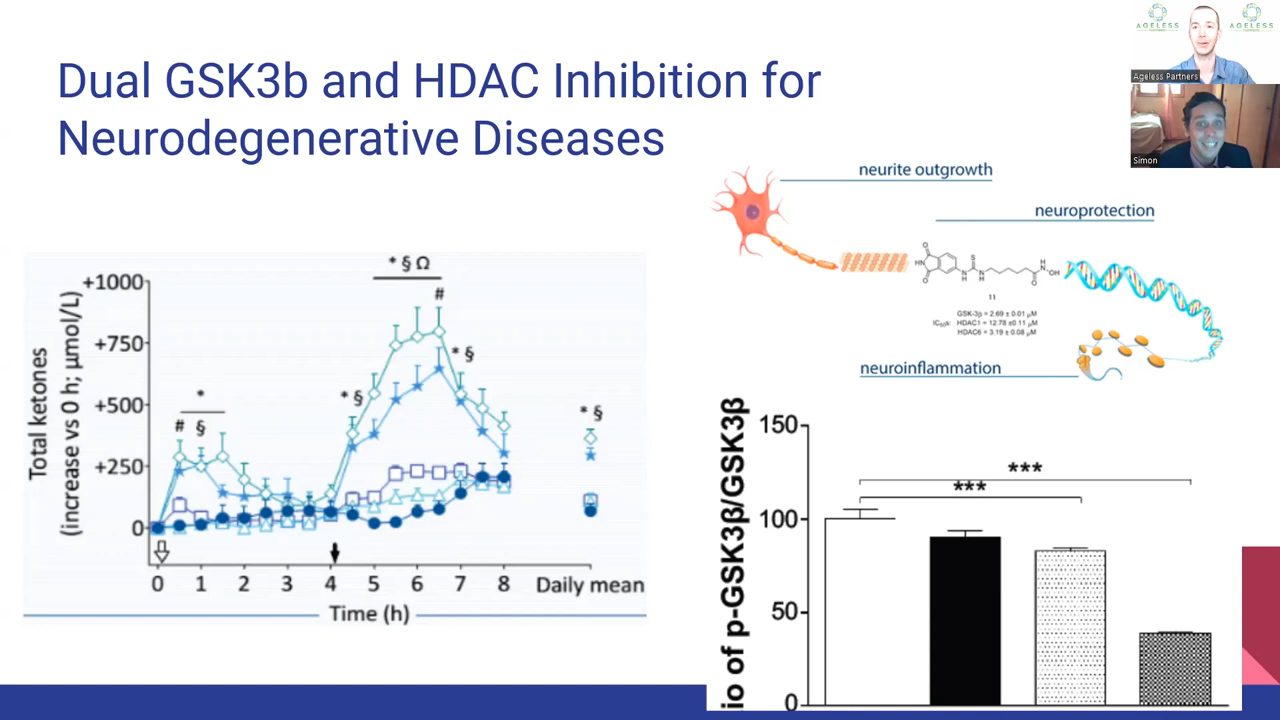 Dual GSK3b and HDAC Inhibition for
Neurodegenerative Diseases
AGELESS
AGELESS
Ageless Partners
Simon
neurite outgrowth
neuroprotection
O
HN
O
N
H
S
N
H
O
H
N
OH
11
GSK-3β = 2.69 ± 0.01 μM
IC50s: HDAC1 = 12.78 ±0.11 μM
HDAC6 = 3.19 ± 0.08 μM
neuroinflammation
Total ketones
(increase vs 0 h; µmol/L)
+1000
+750
+500
+250
0
* § Ω
#
* §
* §
*
# §
* §
0 1 2 3 4 5 6 7 8 Daily mean
Time (h)
io of p-GSK3β/GSK3β
150
100
50
0
***
***